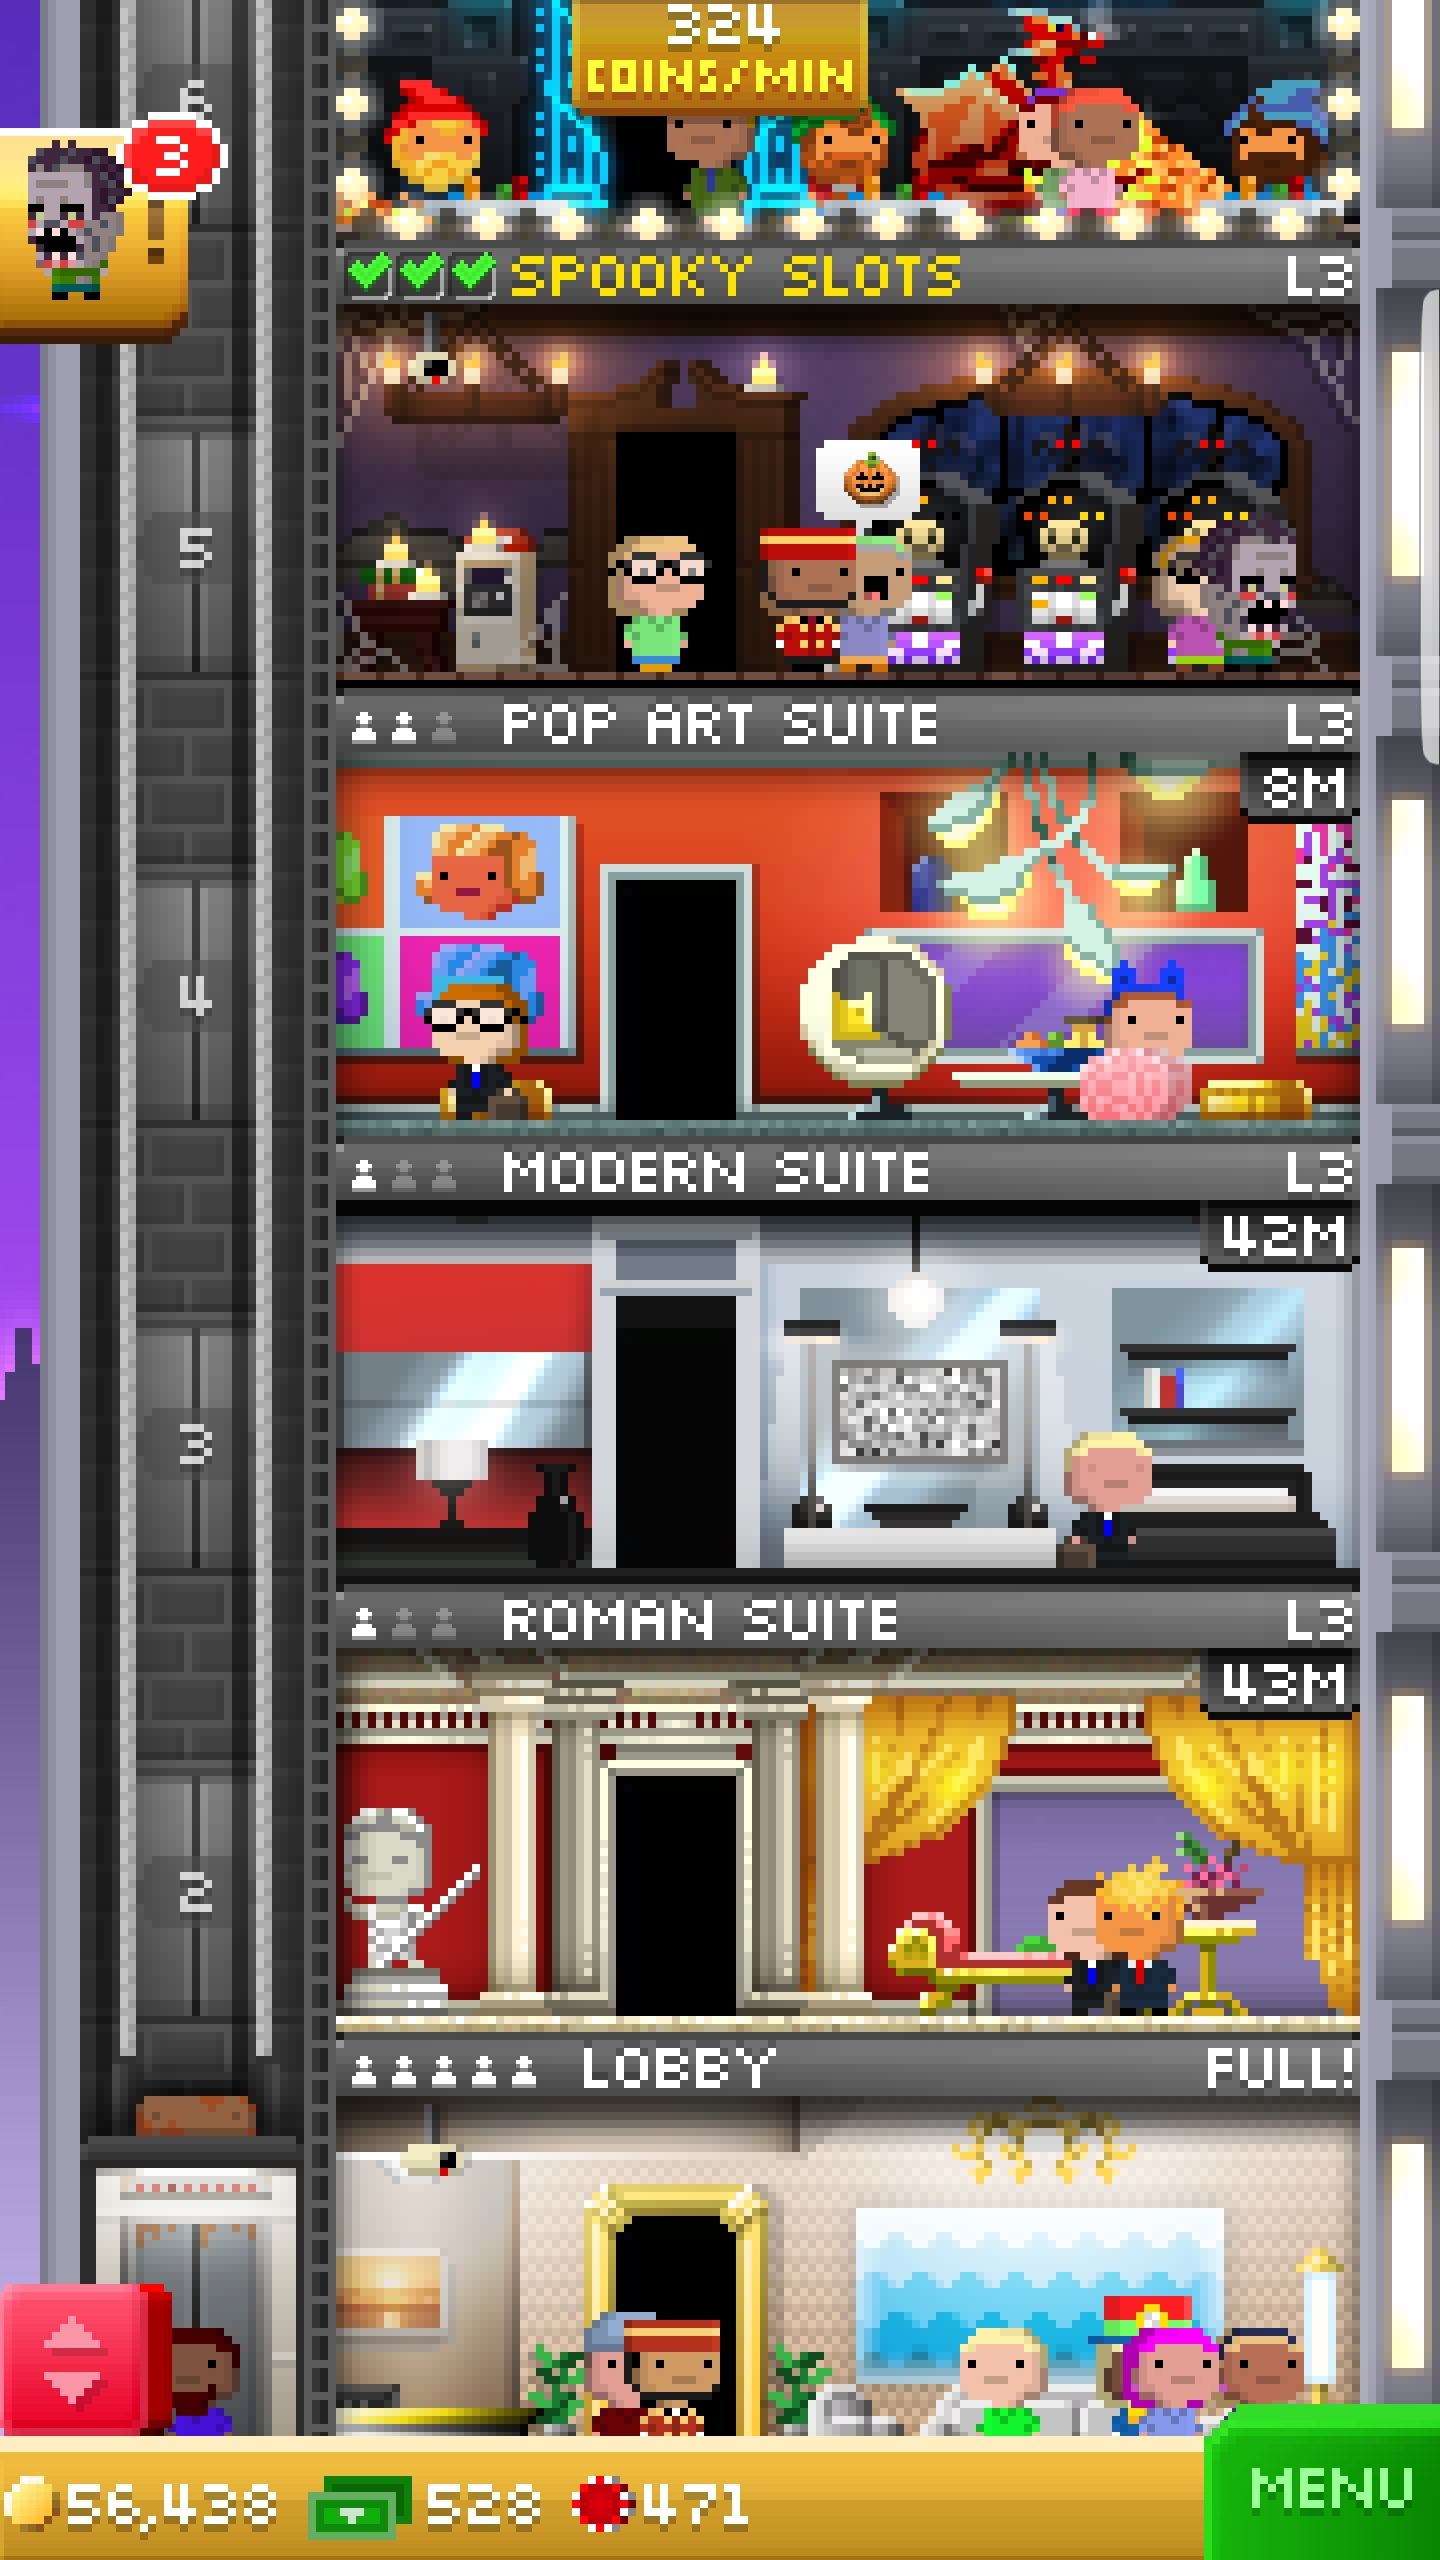 324
COINS/MIN
6
3
!
SPOOKY SLOTS L3
5
POP ART SUITE L3
8M
4
MODERN SUITE L3
42M
3
ROMAN SUITE L3
43M
2
LOBBY FULL!
56,438 528 471
MENU